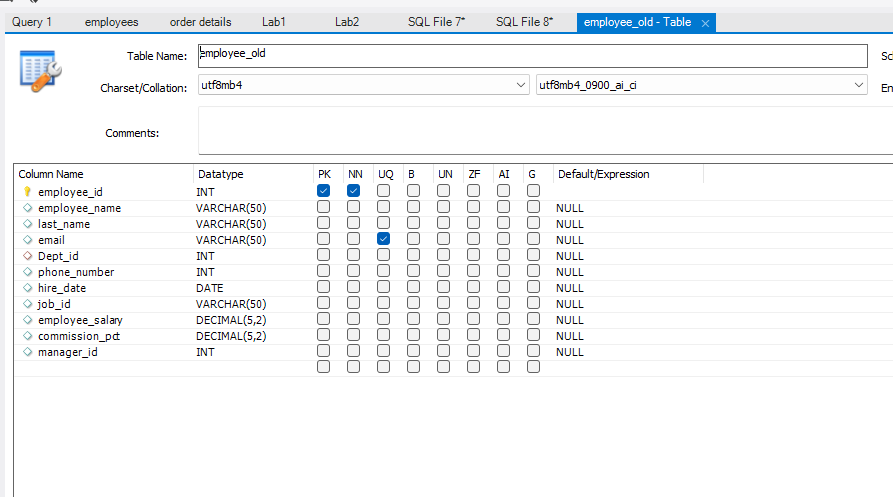 Query 1 employees order details Lab1 Lab2 SQL File 7* SQL File 8* employee_old - Table ×
Table Name: employee_old
Charset/Collation: utf8mb4 utf8mb4_0900_ai_ci
Comments:
Column Name Datatype PK NN UQ B UN ZF AI G Default/Expression
employee_id INT
employee_name VARCHAR(50) NULL
last_name VARCHAR(50) NULL
email VARCHAR(50) NULL
Dept_id INT NULL
phone_number INT NULL
hire_date DATE NULL
job_id VARCHAR(50) NULL
employee_salary DECIMAL(5,2) NULL
commission_pct DECIMAL(5,2) NULL
manager_id INT NULL